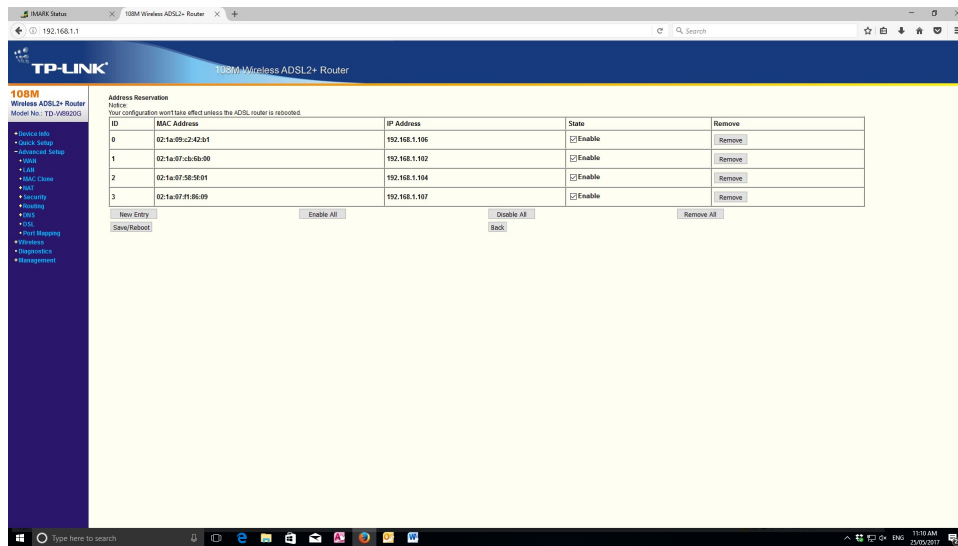 IMARK Status
108M Wireless ADSL2+ Router
192.168.1.1
Search
TP-LINK
108M Wireless ADSL2+ Router
108M
Wireless ADSL2+ Router
Model No.: TD-W8920G
Device Info
Quick Setup
Advanced Setup
WAN
LAN
MAC Clone
NAT
Security
Routing
DNS
DSL
Port Mapping
Wireless
Diagnostics
Management
Address Reservation
Notice:
Your configuration won't take effect unless the ADSL router is rebooted.
ID MAC Address IP Address State Remove
0 02:1a:09:c2:42:b1 192.168.1.106 Enable Remove
1 02:1a:07:cb:6b:00 192.168.1.102 Enable Remove
2 02:1a:07:58:5f:01 192.168.1.104 Enable Remove
3 02:1a:07:f1:86:09 192.168.1.107 Enable Remove
New Entry Enable All Disable All Remove All
Save/Reboot Back
Type here to search
ENG
11:10 AM
25/05/2017